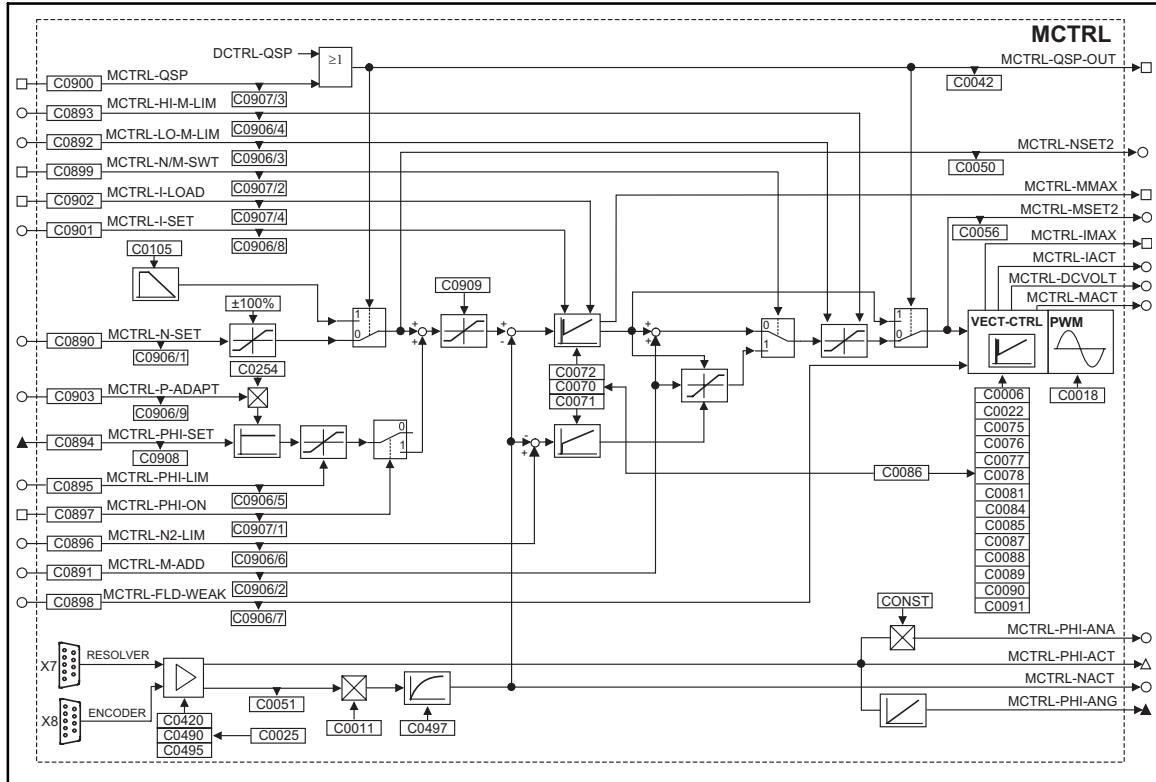 MCTRL
DCTRL-QSP
≥1
MCTRL-QSP-OUT
C0900 MCTRL-QSP
C0907/3
C0042
C0893 MCTRL-HI-M-LIM
C0906/4
C0892 MCTRL-LO-M-LIM
C0906/3
MCTRL-NSET2
C0050
C0899 MCTRL-N/M-SWT
C0907/2
C0902 MCTRL-I-LOAD
C0907/4
MCTRL-MMAX
C0901 MCTRL-I-SET
C0906/8
MCTRL-MSET2
C0056
MCTRL-IMAX
MCTRL-IACT
MCTRL-DCVOLT
MCTRL-MACT
C0105
C0909
±100%
1
0
+
+
+
-
+
+
0
1
1
0
VECT-CTRL PWM
C0890 MCTRL-N-SET
C0906/1
C0254
C0072
C0070
C0071
C0903 MCTRL-P-ADAPT
C0906/9
C0894 MCTRL-PHI-SET
C0908
0
1
-
+
C0086
C0018
C0006
C0022
C0075
C0076
C0077
C0078
C0081
C0084
C0085
C0087
C0088
C0089
C0090
C0091
C0895 MCTRL-PHI-LIM
C0906/5
C0897 MCTRL-PHI-ON
C0907/1
C0896 MCTRL-N2-LIM
C0906/6
C0891 MCTRL-M-ADD
C0906/2
C0898 MCTRL-FLD-WEAK
C0906/7
CONST
MCTRL-PHI-ANA
X7 RESOLVER
MCTRL-PHI-ACT
MCTRL-NACT
X8 ENCODER
C0051
C0011
C0497
MCTRL-PHI-ANG
C0420
C0490
C0495
C0025